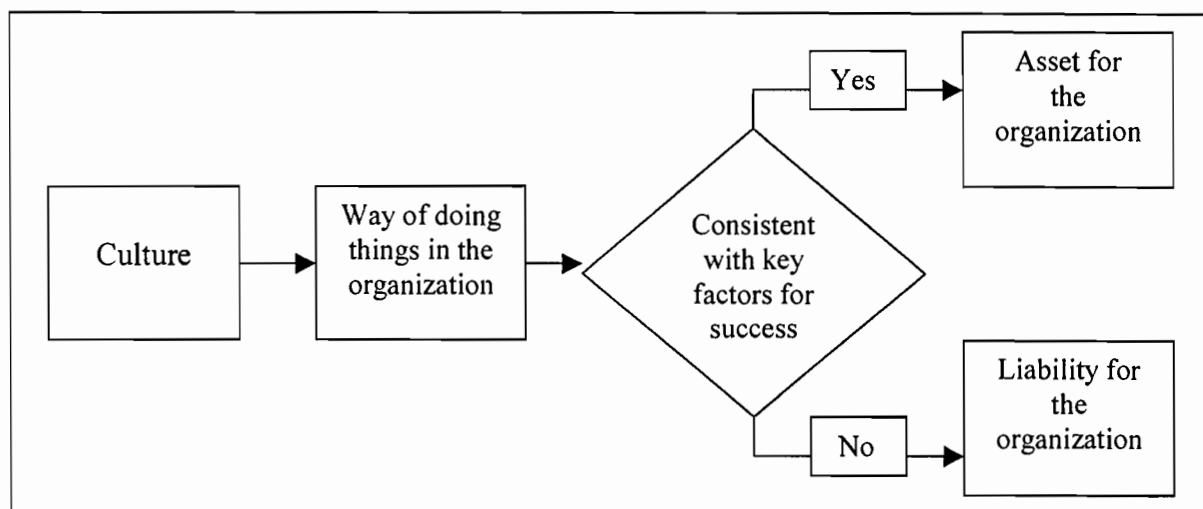 Culture
Way of doing
things in the
organization
Consistent
with key
factors for
success
Yes
Asset for
the
organization
No
Liability for
the
organization